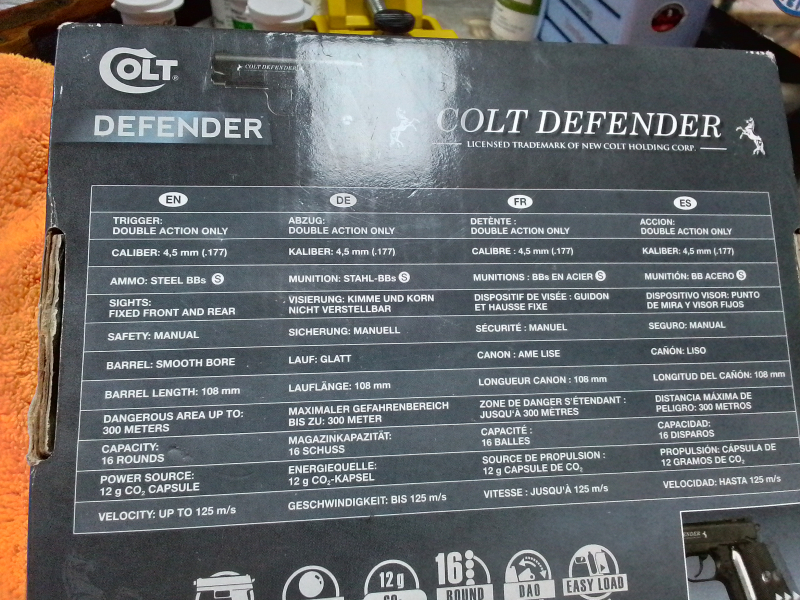 COLT®
DEFENDER
COLT DEFENDER
COLT DEFENDER
LICENSED TRADEMARK OF NEW COLT HOLDING CORP.
EN DE FR ES
TRIGGER: ABZUG: DÉTENTE : ACCION:
DOUBLE ACTION ONLY DOUBLE ACTION ONLY DOUBLE ACTION ONLY DOUBLE ACTION ONLY
CALIBER: 4,5 mm (.177) KALIBER: 4,5 mm (.177) CALIBRE : 4,5 mm (.177) KALIBER: 4,5 mm (.177)
AMMO: STEEL BBs S MUNITION: STAHL-BBs S MUNITIONS : BBs EN ACIER S MUNITIÓN: BB ACERO S
SIGHTS: VISIERUNG: KIMME UND KORN DISPOSITIF DE VISÉE : GUIDON DISPOSITIVO VISOR: PUNTO
FIXED FRONT AND REAR NICHT VERSTELLBAR ET HAUSSE FIXE DE MIRA Y VISOR FIJOS
SAFETY: MANUAL SICHERUNG: MANUELL SÉCURITÉ : MANUEL SEGURO: MANUAL
BARREL: SMOOTH BORE LAUF: GLATT CANON : AME LISE CAÑÓN: LISO
BARREL LENGTH: 108 mm LAUFLÄNGE: 108 mm LONGUEUR CANON : 108 mm LONGITUD DEL CAÑÓN: 108 mm
DANGEROUS AREA UP TO: MAXIMALER GEFAHRENBEREICH ZONE DE DANGER S'ÉTENDANT : DISTANCIA MÁXIMA DE
300 METERS BIS ZU: 300 METER JUSQU'À 300 MÈTRES PELIGRO: 300 METROS
CAPACITY: MAGAZINKAPAZITÄT: CAPACITÉ : CAPACIDAD:
16 ROUNDS 16 SCHUSS 16 BALLES 16 DISPAROS
POWER SOURCE: ENERGIEQUELLE: SOURCE DE PROPULSION : PROPULSIÓN: CÁPSULA DE
12 g CO₂ CAPSULE 12 g CO₂-KAPSEL 12 g CAPSULE DE CO₂ 12 GRAMOS DE CO₂
VELOCITY: UP TO 125 m/s GESCHWINDIGKEIT: BIS 125 m/s VITESSE : JUSQU'À 125 m/s VELOCIDAD: HASTA 125 m/s
12 g
16
ROUND DAO EASY LOAD